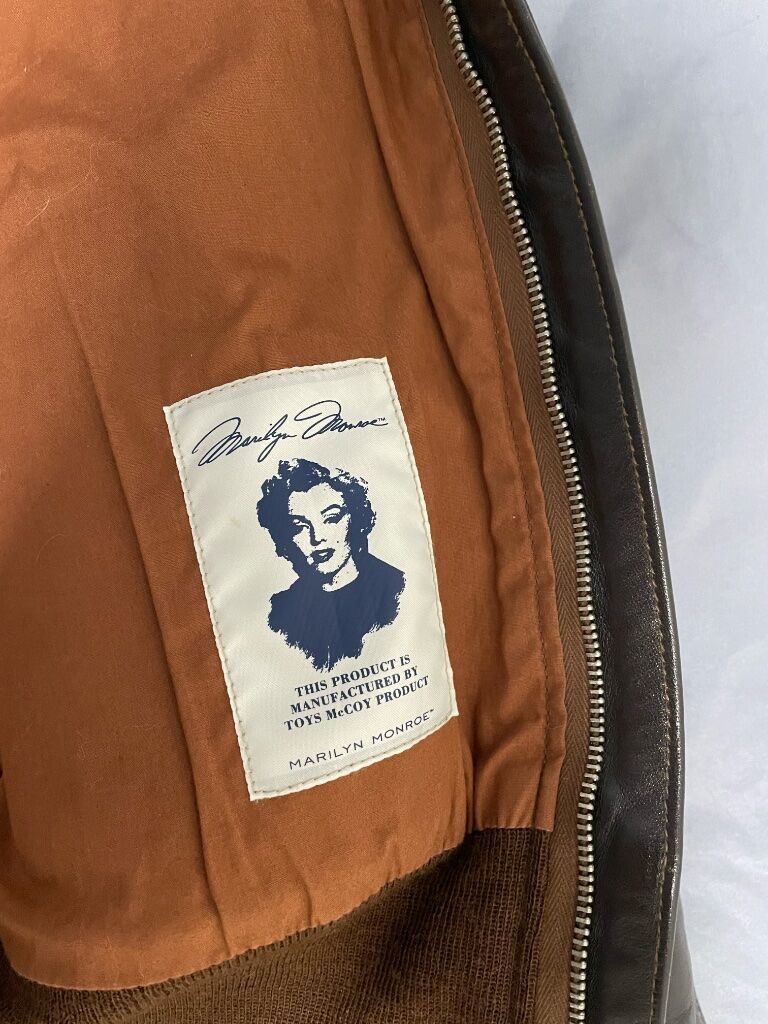 Marilyn Monroe™
THIS PRODUCT IS
MANUFACTURED BY
TOYS McCOY PRODUCT
MARILYN MONROE™